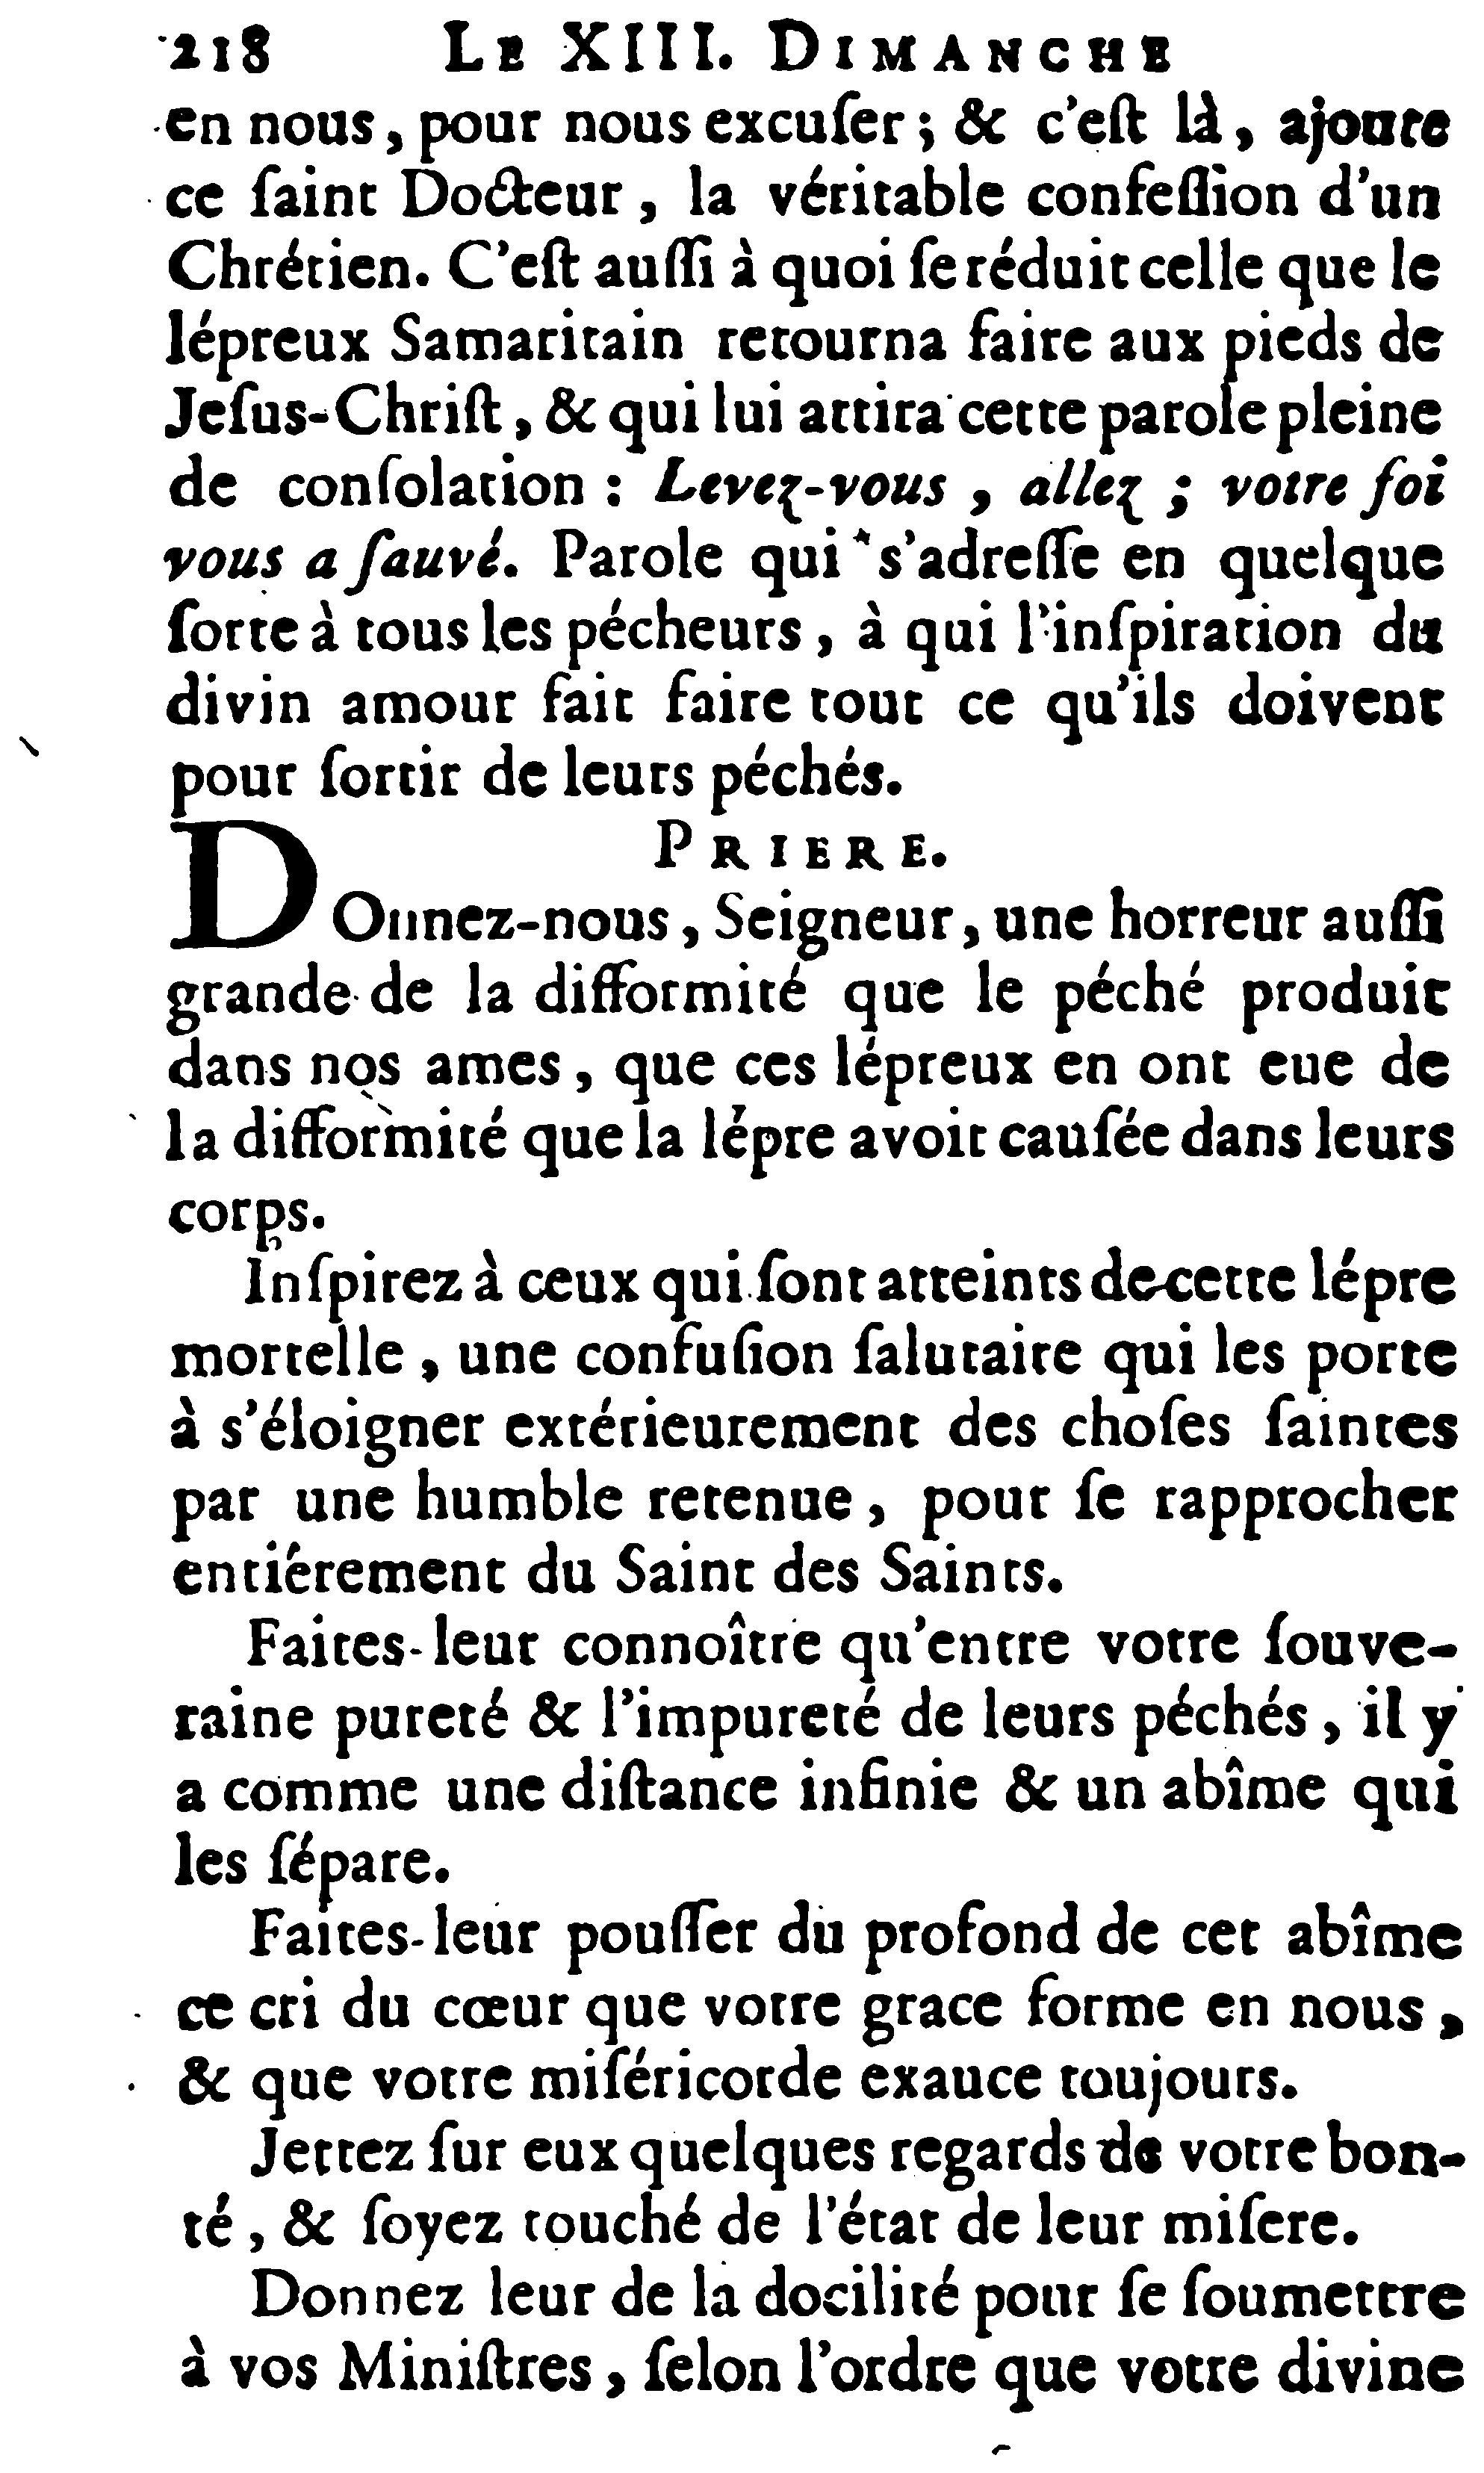 218 LE XIII. DIMANCHE
en nous, pour nous excuſer; & c'eſt là, ajoute
ce ſaint Docteur, la véritable confeſſion d'un
Chrétien. C'eſt auſſi à quoi ſe réduit celle que le
lépreux Samaritain retourna faire aux pieds de
Jeſus-Chriſt, & qui lui attira cette parole pleine
de conſolation : Levez-vous, allez; votre foi
vous a ſauvé. Parole qui s'adreſſe en quelque
ſorte à tous les pécheurs, à qui l'inſpiration du
divin amour fait faire tout ce qu'ils doivent
pour ſortir de leurs péchés.
PRIERE.
DOnnez-nous, Seigneur, une horreur auſſi
grande de la difformité que le péché produit
dans nos ames, que ces lépreux en ont eue de
la difformité que la lépre avoit cauſée dans leurs
corps.
Inſpirez à ceux qui ſont atteints de cette lépre
mortelle, une confuſion ſalutaire qui les porte
à s'éloigner extérieurement des choſes ſaintes
par une humble retenue, pour ſe rapprocher
entiérement du Saint des Saints.
Faites-leur connoître qu'entre votre ſouve-
raine pureté & l'impureté de leurs péchés, il y
a comme une diſtance infinie & un abîme qui
les ſépare.
Faites-leur pouſſer du profond de cet abîme
ce cri du cœur que votre grace forme en nous,
& que votre miſéricorde exauce toujours.
Jettez ſur eux quelques regards de votre bon-
té, & ſoyez touché de l'état de leur miſere.
Donnez leur de la docilité pour ſe ſoumettre
à vos Miniſtres, ſelon l'ordre que votre divine